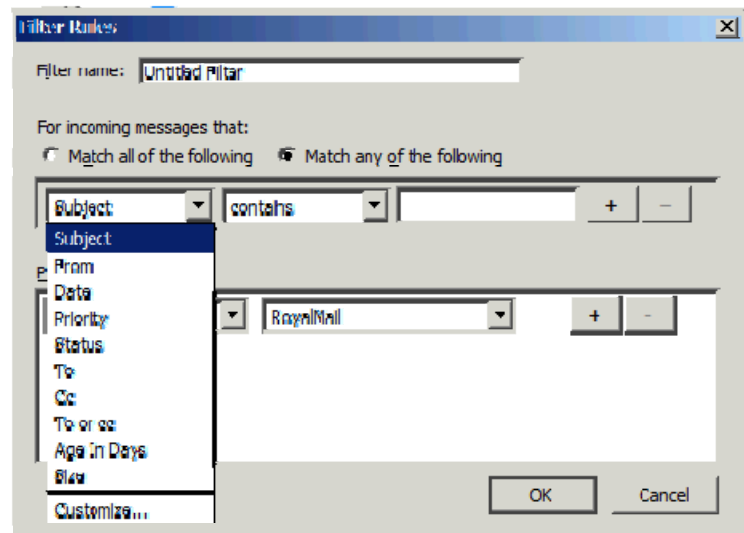 Filter Rules
Filter name: Untitled Filter
For incoming messages that:
Match all of the following Match any of the following
Subject contains + –
Subject
From
P
Date
Priority RoyalMail + -
Status
To
Cc
To or cc
Age In Days
Size
OK Cancel
Customize...